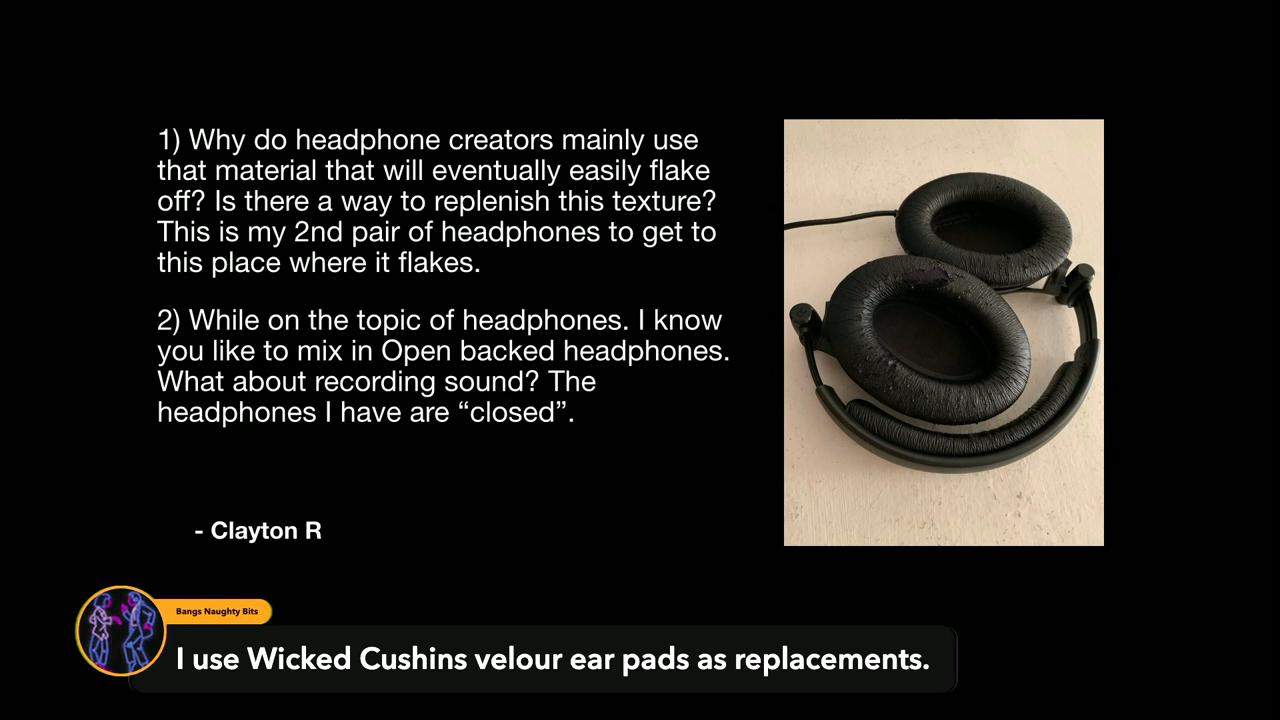 1) Why do headphone creators mainly use
that material that will eventually easily flake
off? Is there a way to replenish this texture?
This is my 2nd pair of headphones to get to
this place where it flakes.
2) While on the topic of headphones. I know
you like to mix in Open backed headphones.
What about recording sound? The
headphones I have are “closed”.
- Clayton R
Bangs Naughty Bits
I use Wicked Cushins velour ear pads as replacements.